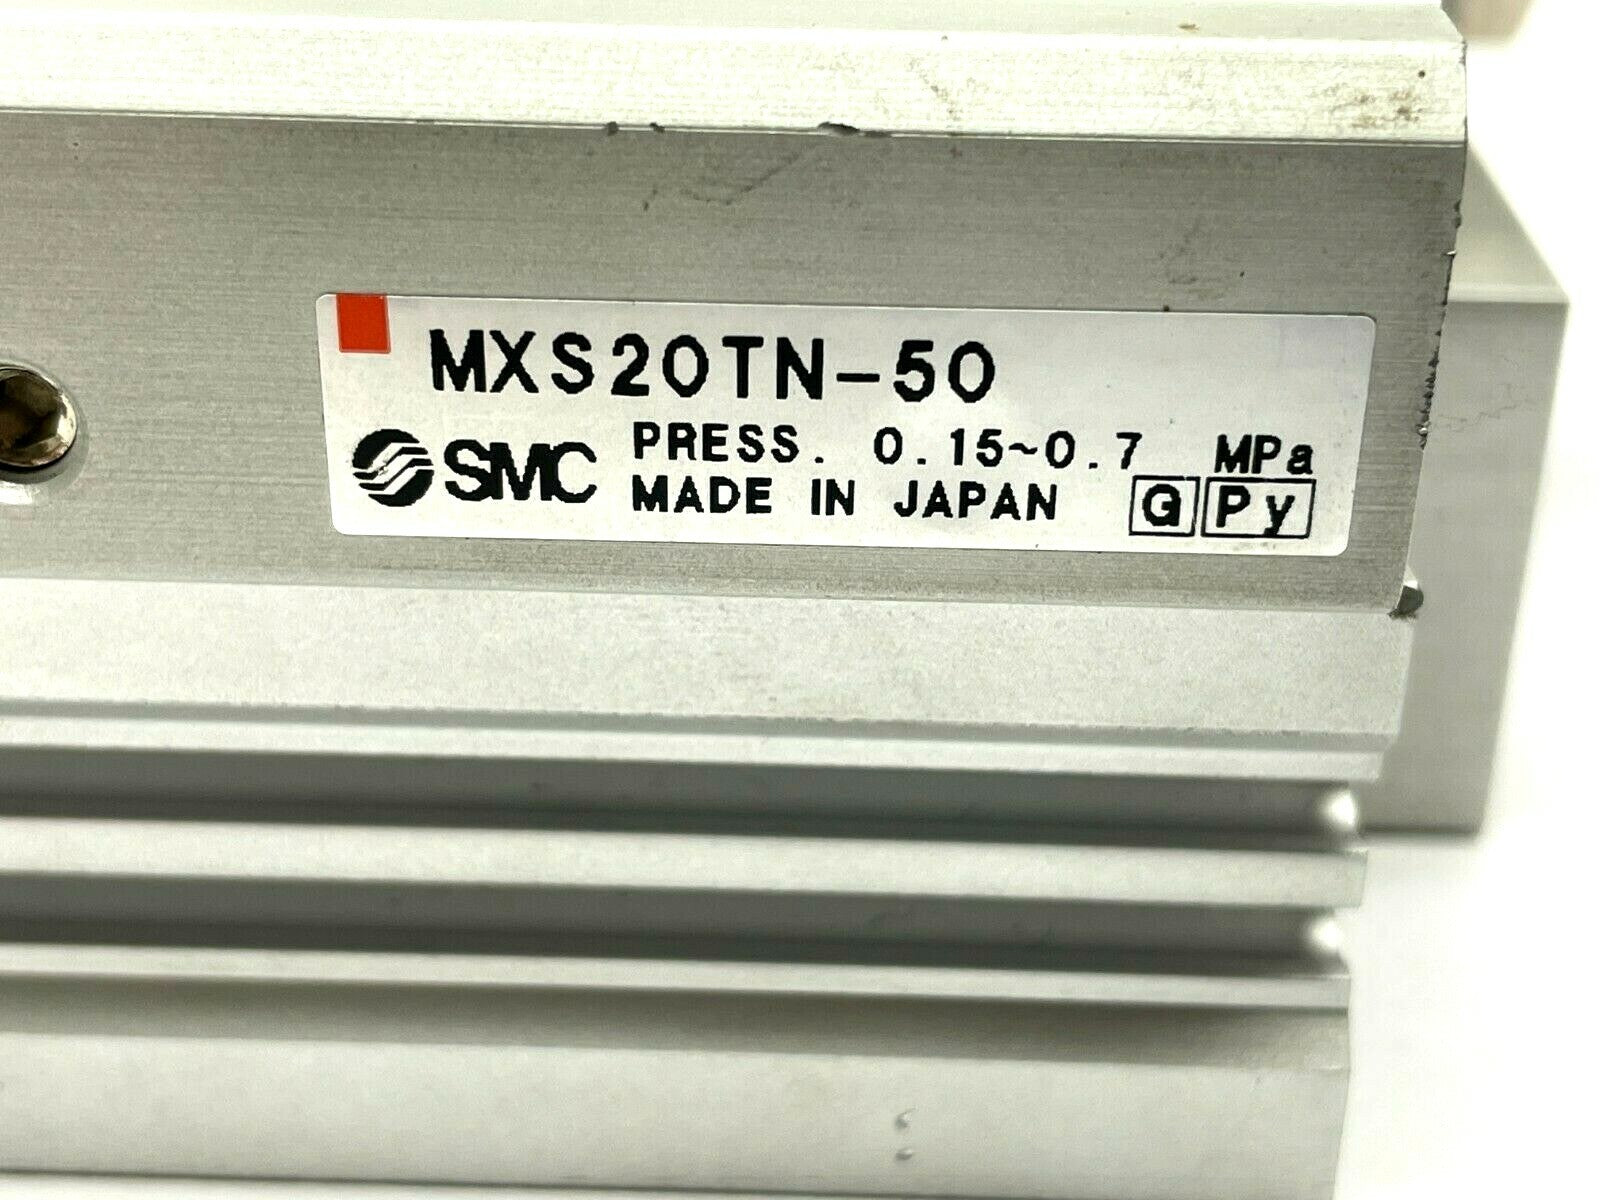 MXS20TN-50
SMC PRESS. 0.15~0.7 MPa
MADE IN JAPAN G Py